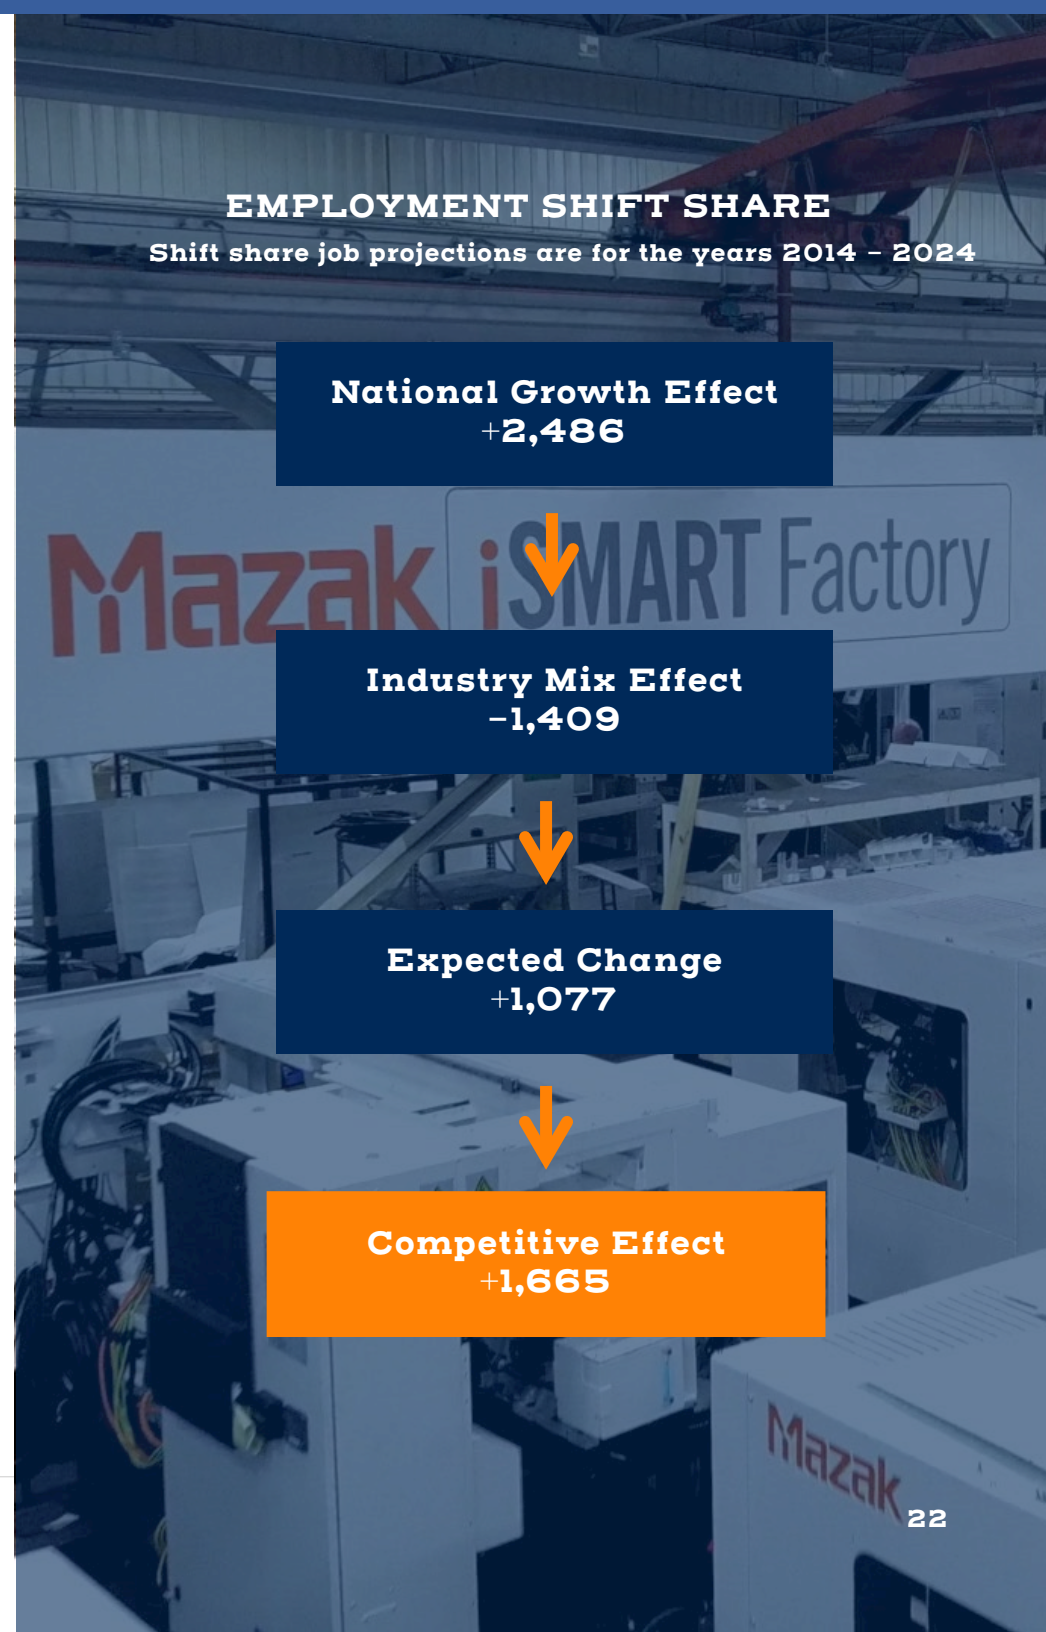 EMPLOYMENT SHIFT SHARE
Shift share job projections are for the years 2014 – 2024
National Growth Effect
+2,486
Mazak iSMART Factory
Industry Mix Effect
–1,409
Expected Change
+1,077
Competitive Effect
+1,665
Mazak
22